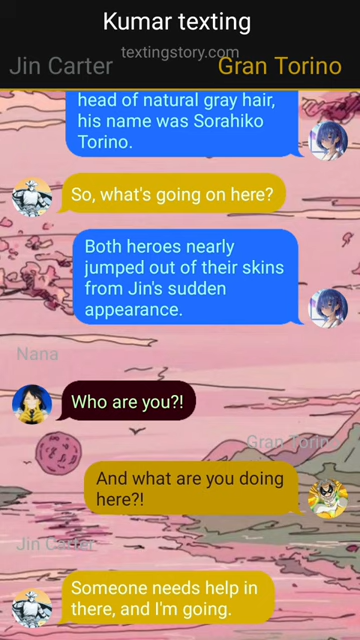 Kumar texting
textingstory.com
Jin Carter
Gran Torino
head of natural gray hair,
his name was Sorahiko
Torino.
So, what's going on here?
Both heroes nearly
jumped out of their skins
from Jin's sudden
appearance.
Nana
Who are you?!
Gran Torin
And what are you doing
here?!
Jin Carter
Someone needs help in
there, and I'm going.